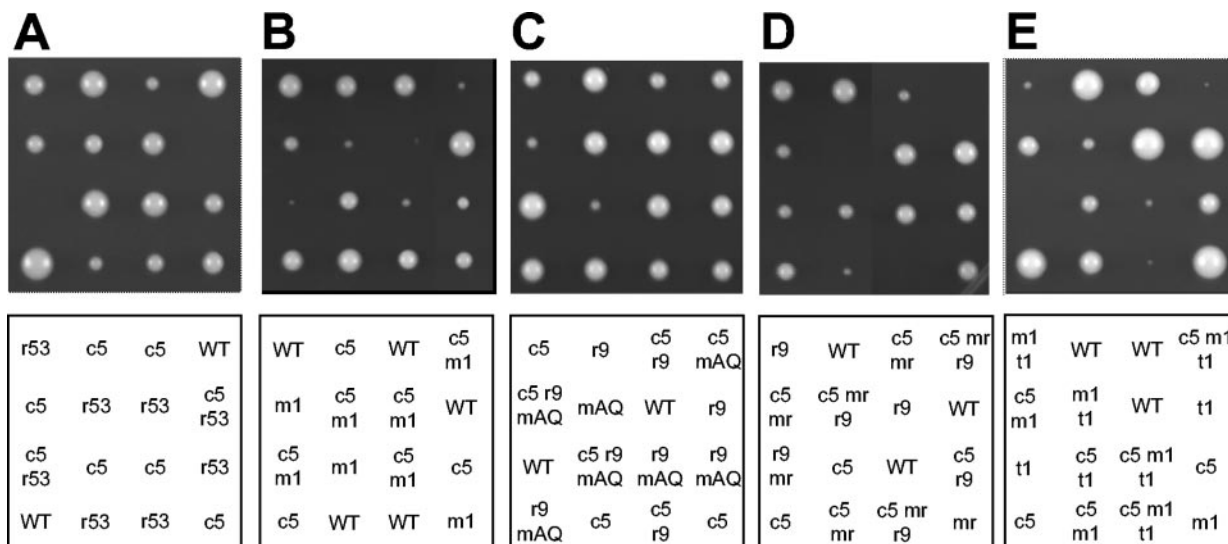 A B C D E
r53 c5 c5 WT
c5 r53 r53 c5 r53
c5 r53 c5 c5 r53
WT r53 r53 c5
WT c5 WT c5 m1
m1 c5 m1 c5 m1 WT
c5 m1 m1 c5 m1 c5
c5 WT WT m1
c5 r9 c5 r9 c5 mAQ
c5 r9 mAQ mAQ WT r9
WT c5 r9 mAQ r9 mAQ r9 mAQ
r9 mAQ c5 c5 r9 c5
r9 WT c5 mr c5 mr r9
c5 mr c5 mr r9 r9 WT
r9 mr c5 WT c5 r9
c5 c5 mr c5 mr r9 mr
m1 t1 WT WT c5 m1 t1
c5 m1 m1 t1 WT t1
t1 c5 t1 c5 m1 t1 c5
c5 c5 m1 c5 m1 t1 m1